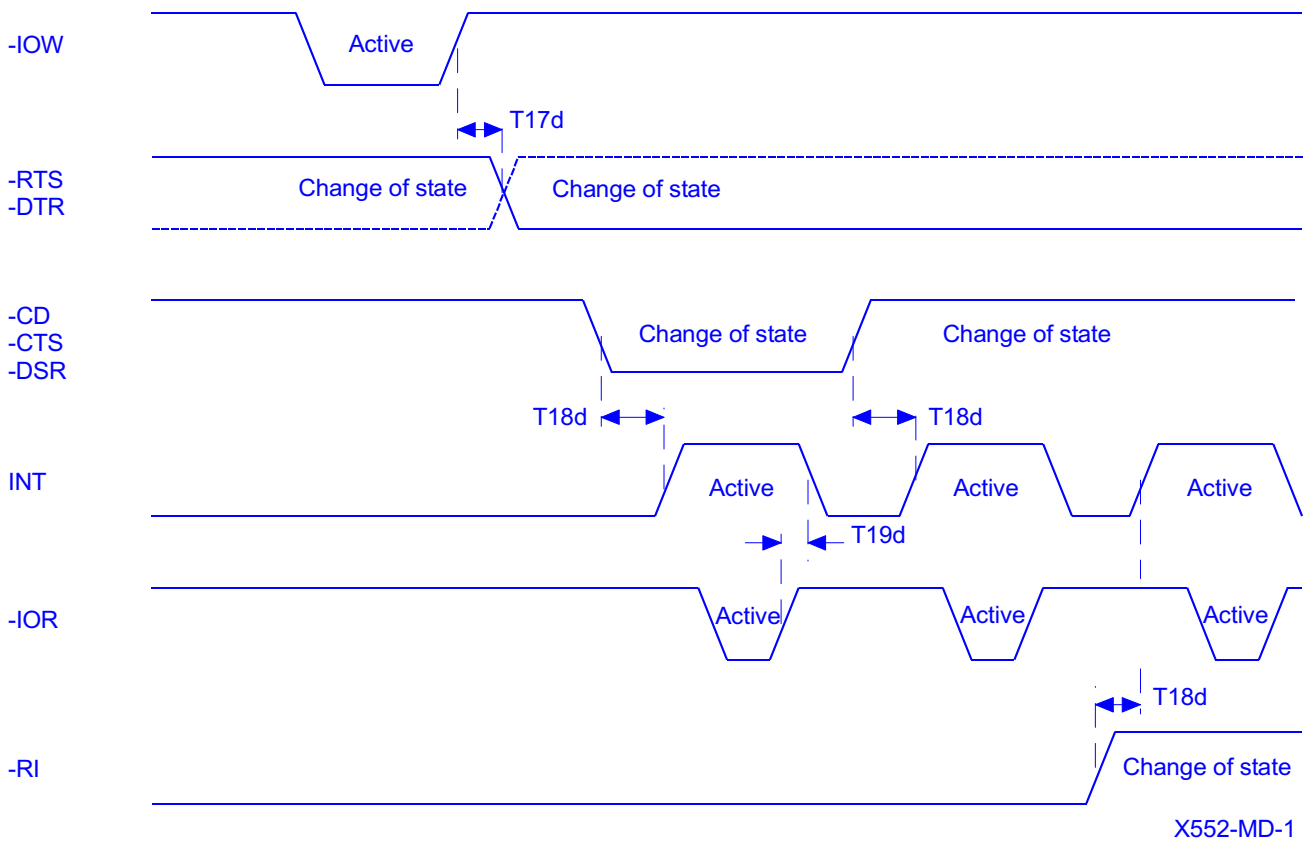 -IOW
Active
T17d
-RTS
-DTR
Change of state
Change of state
-CD
-CTS
-DSR
Change of state
Change of state
T18d
T18d
INT
Active
Active
Active
T19d
-IOR
Active
Active
Active
T18d
-RI
Change of state
X552-MD-1